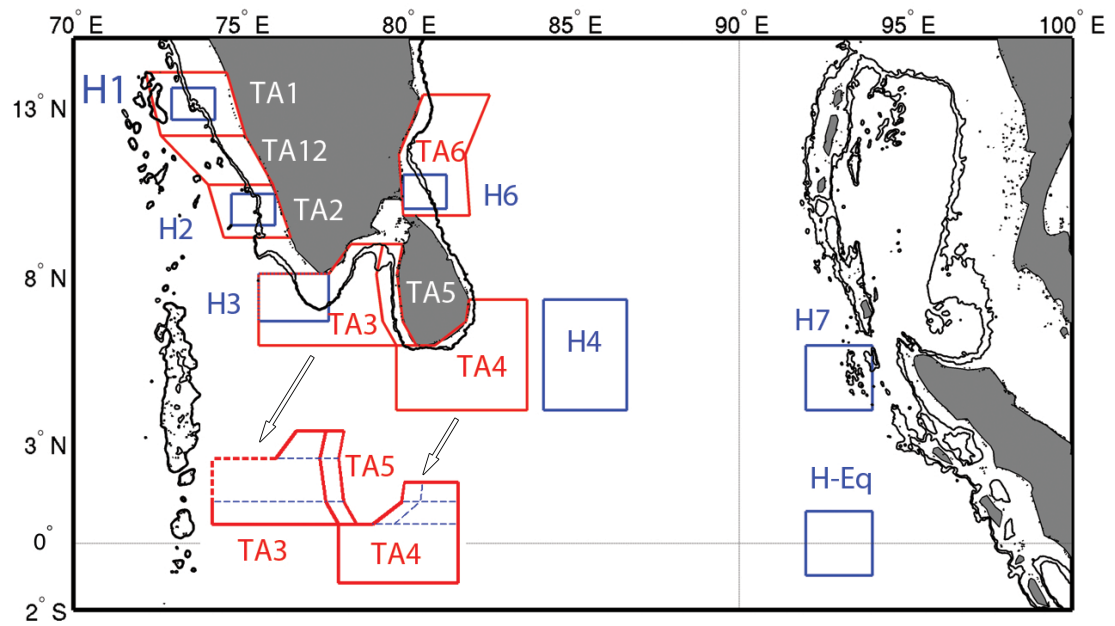 70° E 75° E 80° E 85° E 90° E 95° E 100° E
H1
TA1
13° N
TA12
TA6
TA2
H6
H2
8° N
TA5
H3
TA3
H7
H4
TA4
3° N
TA5
H-Eq
0°
TA3
TA4
2° S